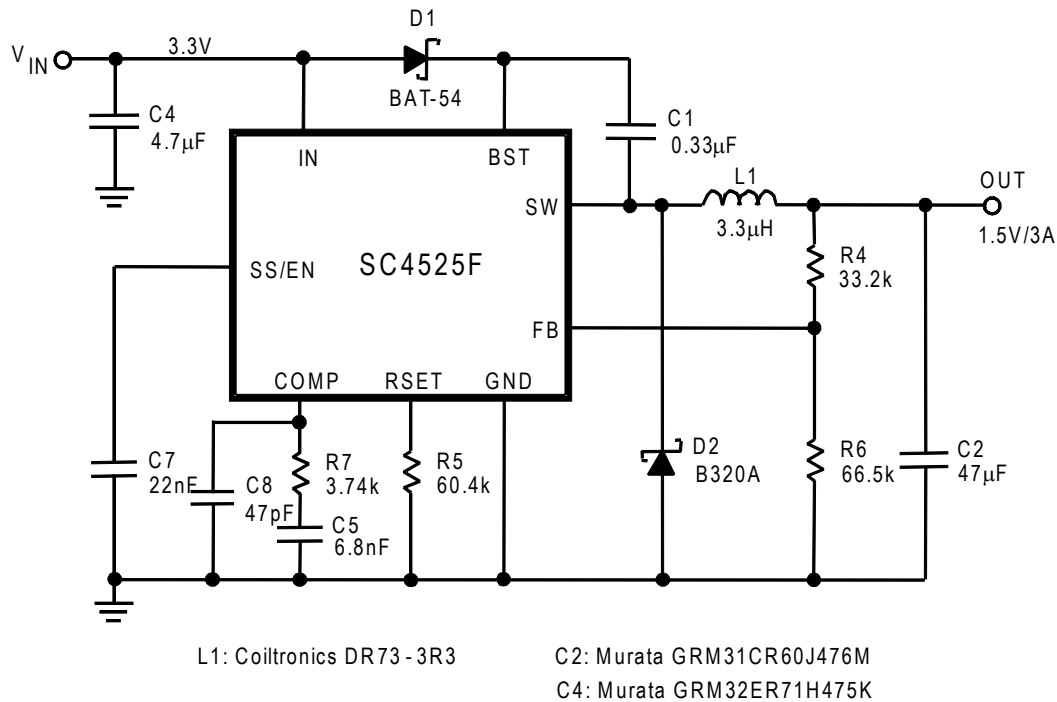 D1
V IN
3.3V
BAT-54
C4
4.7µF
C1
0.33µF
IN
BST
L1
3.3µH
OUT
1.5V/3A
SW
SS/EN
SC4525F
R4
33.2k
FB
COMP
RSET
GND
C7
22nF
C8
47pF
R7
3.74k
C5
6.8nF
R5
60.4k
D2
B320A
R6
66.5k
C2
47µF
L1: Coiltronics DR73-3R3
C2: Murata GRM31CR60J476M
C4: Murata GRM32ER71H475K